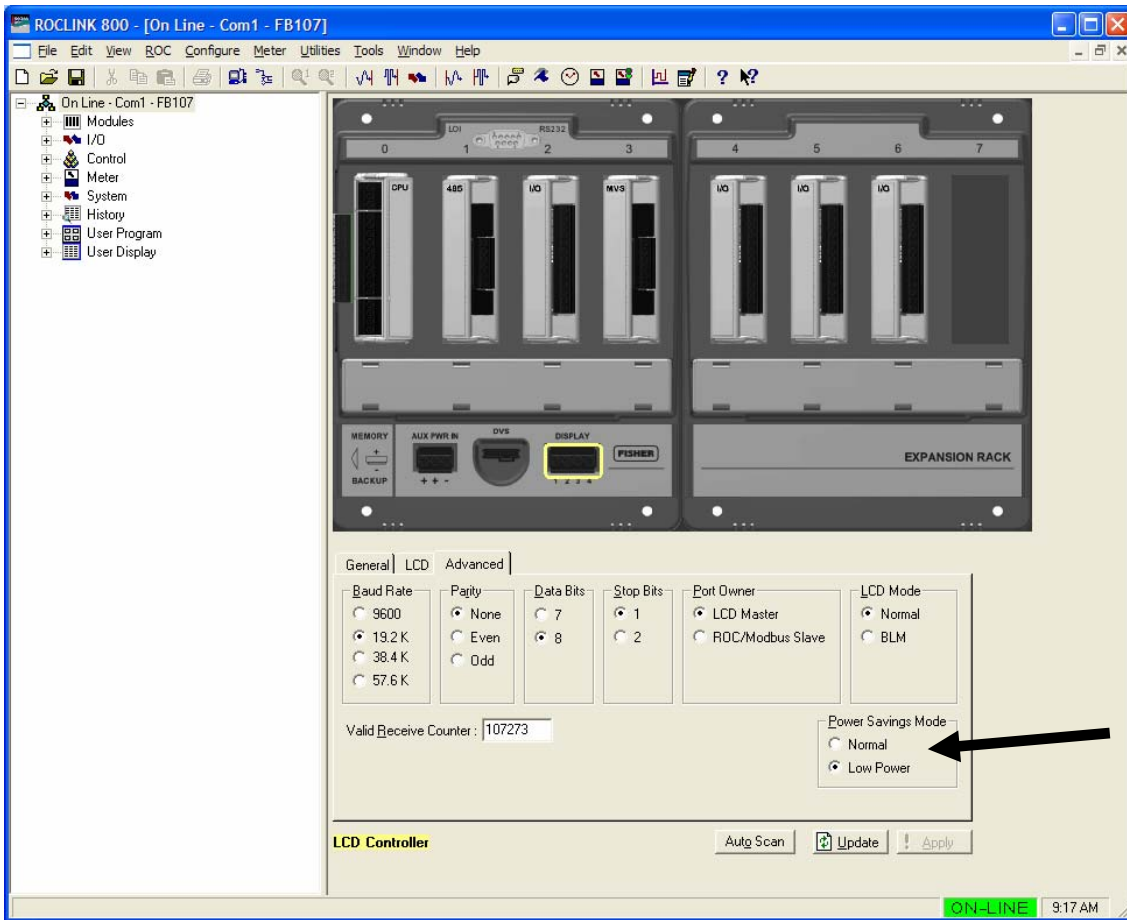 ROCLINK 800 - [On Line - Com1 - FB107]
File Edit View ROC Configure Meter Utilities Tools Window Help
On Line - Com1 - FB107
Modules
I/O
Control
Meter
System
History
User Program
User Display
LOI RS232
0 1 2 3 4 5 6 7
CPU 485 I/O MVS I/O I/O I/O
MEMORY AUX PWR IN DVS DISPLAY
FISHER
EXPANSION RACK
+
-
BACKUP + + - 1 2 3 4
General LCD Advanced
Baud Rate Parity Data Bits Stop Bits Port Owner LCD Mode
9600 None 7 1 LCD Master Normal
19.2 K Even 8 2 ROC/Modbus Slave BLM
38.4 K Odd
57.6 K
Valid Receive Counter : 107273
Power Savings Mode
Normal
Low Power
LCD Controller Auto Scan Update ! Apply
ON-LINE 9:17 AM